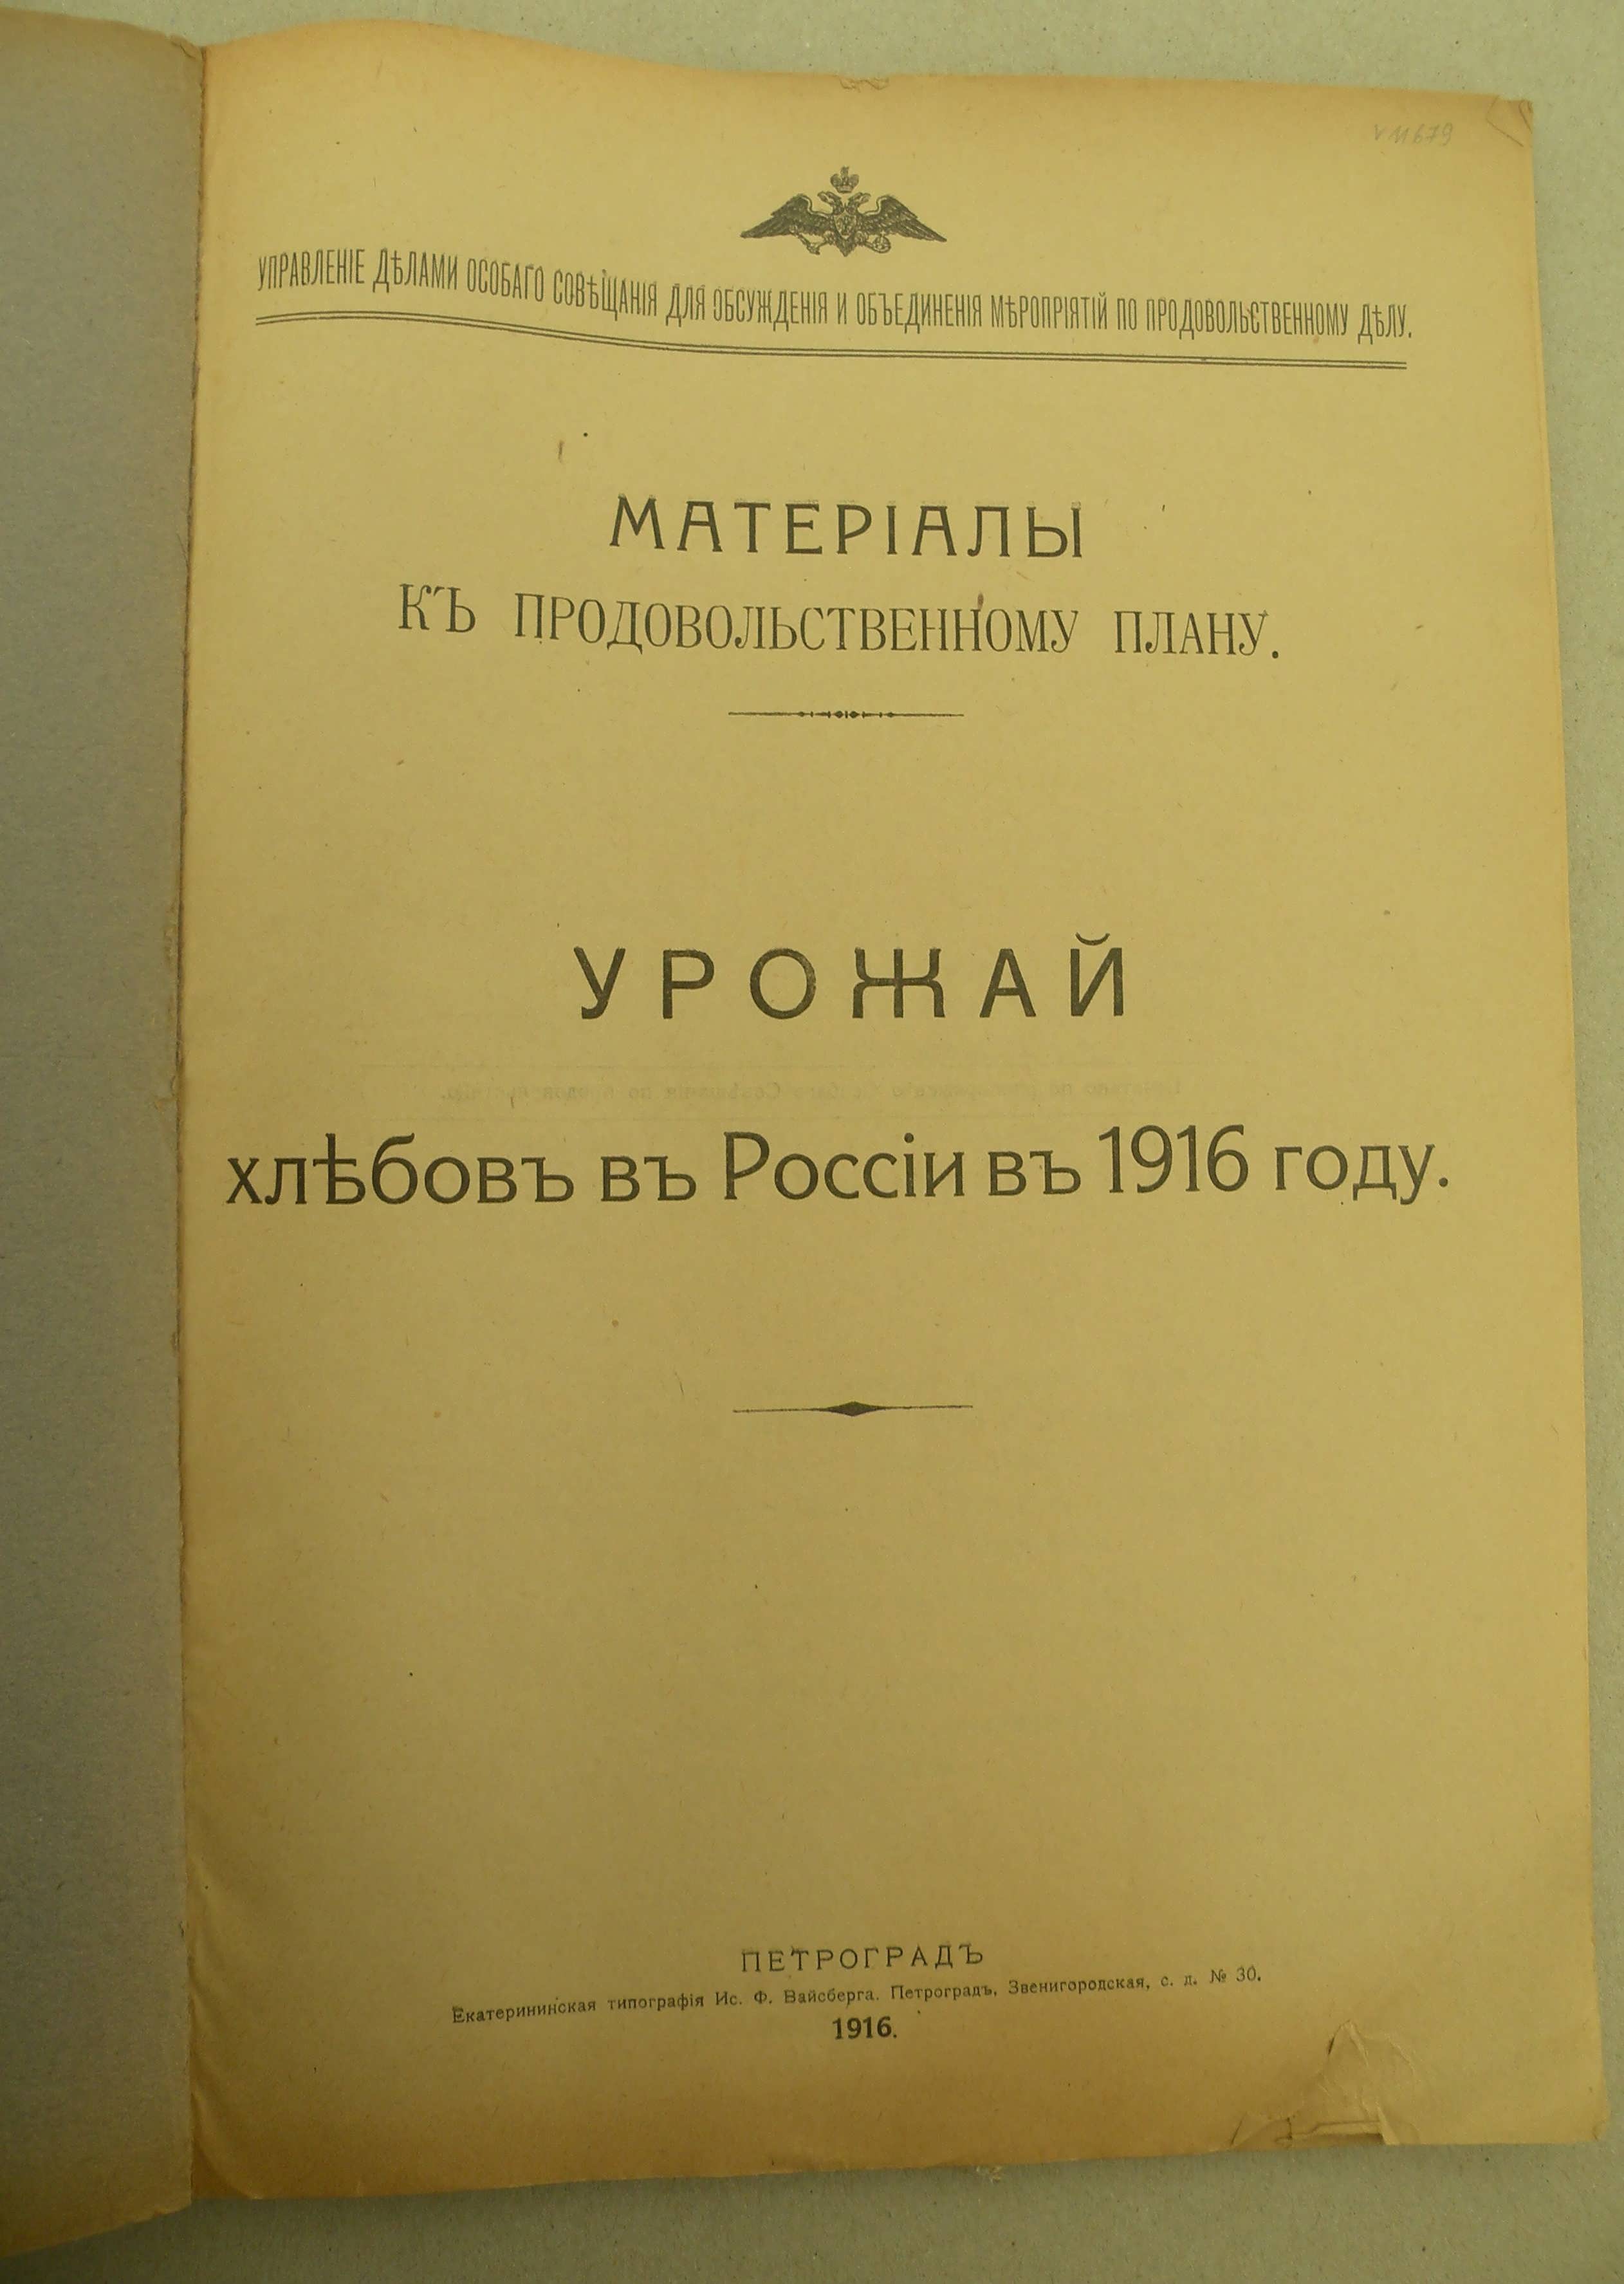 V 11679
УПРАВЛЕНІЕ ДѢЛАМИ ОСОБАГО СОВѢЩАНІЯ ДЛЯ ОБСУЖДЕНІЯ И ОБЪЕДИНЕНІЯ МѢРОПРІЯТІЙ ПО ПРОДОВОЛЬСТВЕННОМУ ДѢЛУ.
МАТЕРІАЛЫ
КЪ ПРОДОВОЛЬСТВЕННОМУ ПЛАНУ.
УРОЖАЙ
хлѣбовъ въ Россіи въ 1916 году.
ПЕТРОГРАДЪ
Екатерининская типографія Ис. Ф. Вайсберга. Петроградъ, Звенигородская, с. д. № 30.
1916.